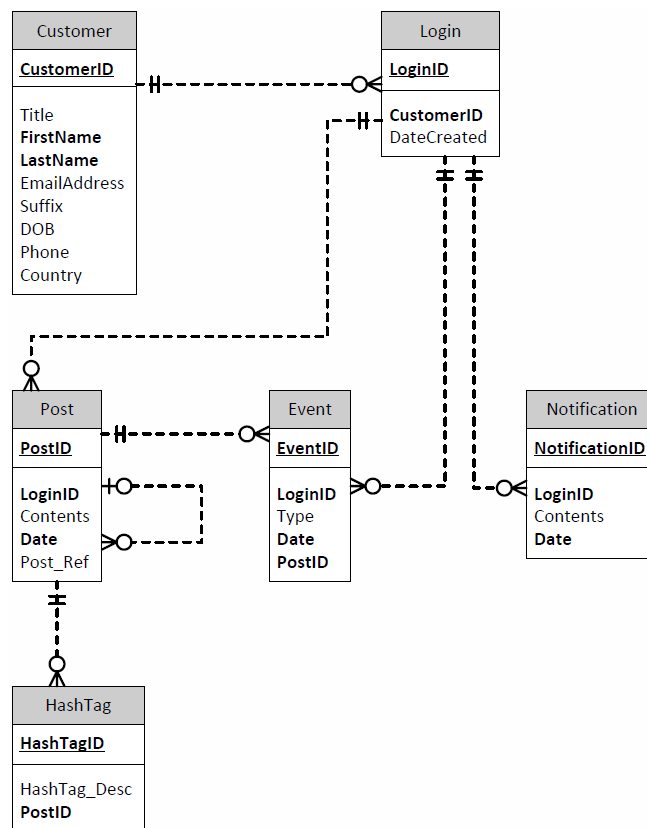 Customer
CustomerID
Title
FirstName
LastName
EmailAddress
Suffix
DOB
Phone
Country
Login
LoginID
CustomerID
DateCreated
Post
PostID
LoginID
Contents
Date
Post_Ref
Event
EventID
LoginID
Type
Date
PostID
Notification
NotificationID
LoginID
Contents
Date
HashTag
HashTagID
HashTag_Desc
PostID